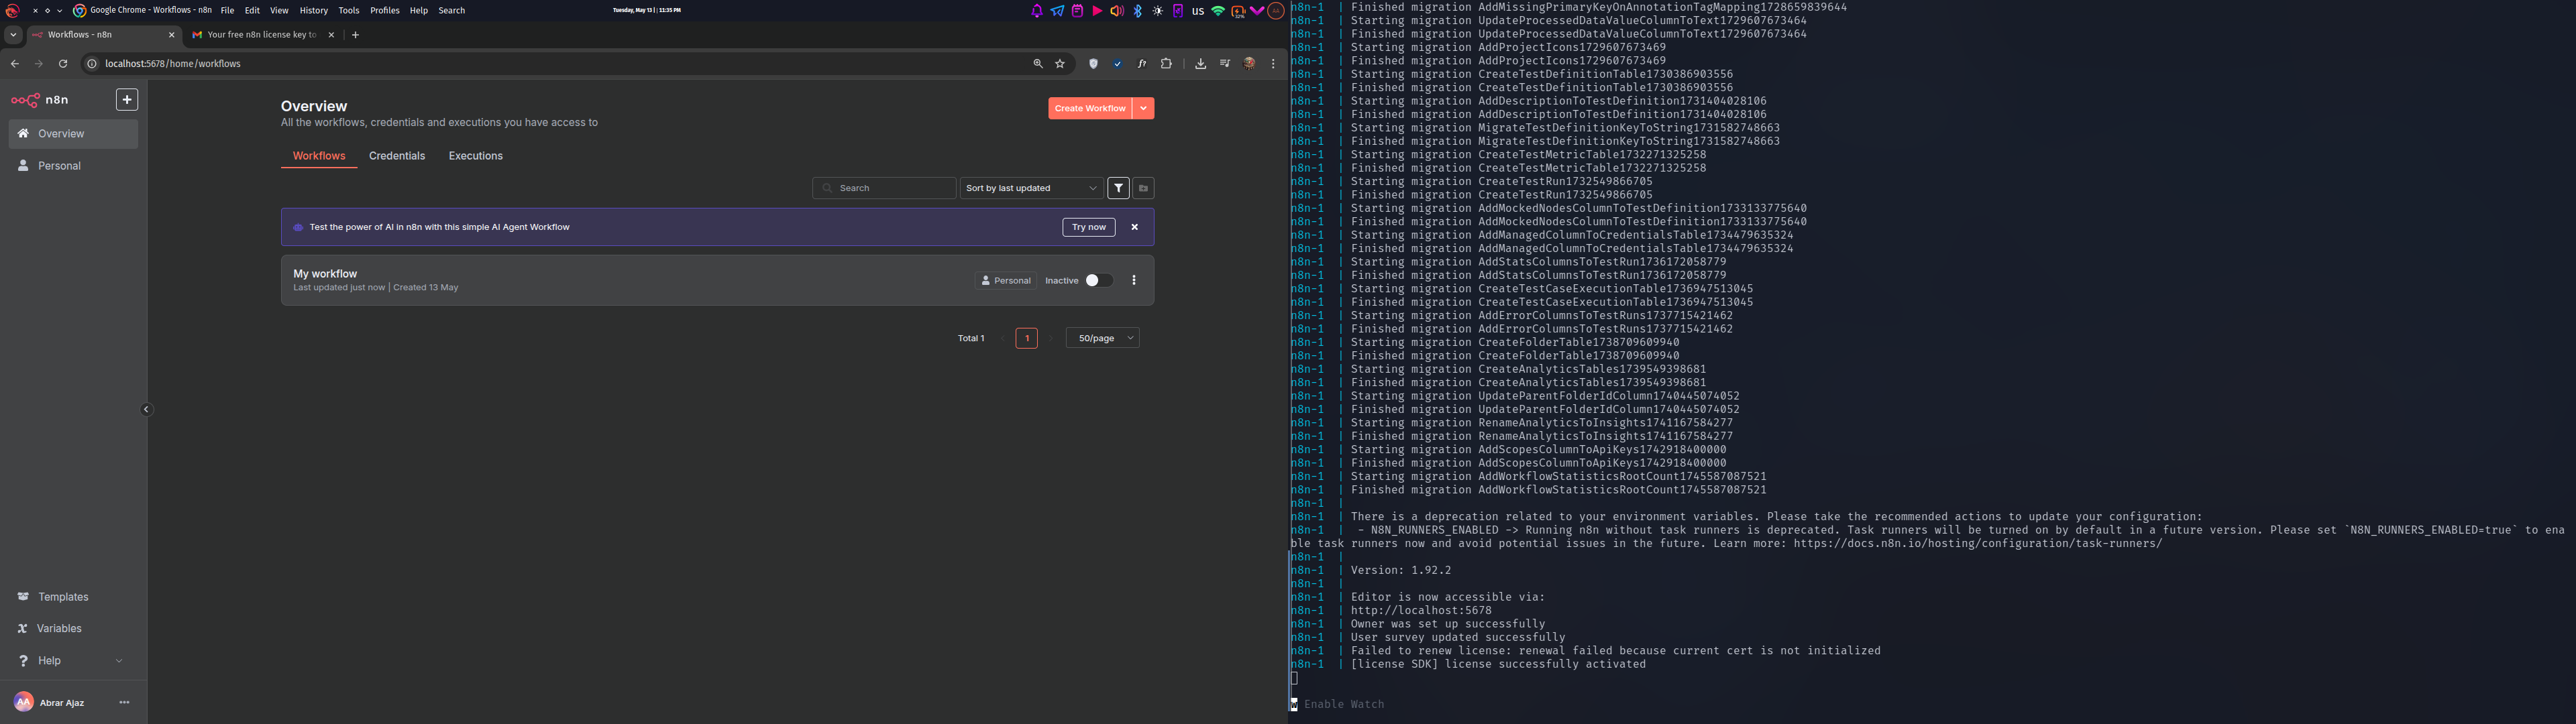 Google Chrome - Workflows - n8n File Edit View History Tools Profiles Help Search
Tuesday, May 13 | 11:35 PM
us
32%
AA
Workflows - n8n
Your free n8n license key to
localhost:5678/home/workflows
n8n
Overview
Personal
Templates
Variables
Help
AA Abrar Ajaz
Overview
All the workflows, credentials and executions you have access to
Create Workflow
Workflows Credentials Executions
Search
Sort by last updated
Test the power of AI in n8n with this simple AI Agent Workflow
Try now
My workflow
Last updated just now | Created 13 May
Personal
Inactive
Total 1
1
50/page
n8n-1 | Finished migration AddMissingPrimaryKeyOnAnnotationTagMapping1728659839644
n8n-1 | Starting migration UpdateProcessedDataValueColumnToText1729607673464
n8n-1 | Finished migration UpdateProcessedDataValueColumnToText1729607673464
n8n-1 | Starting migration AddProjectIcons1729607673469
n8n-1 | Finished migration AddProjectIcons1729607673469
n8n-1 | Starting migration CreateTestDefinitionTable1730386903556
n8n-1 | Finished migration CreateTestDefinitionTable1730386903556
n8n-1 | Starting migration AddDescriptionToTestDefinition1731404028106
n8n-1 | Finished migration AddDescriptionToTestDefinition1731404028106
n8n-1 | Starting migration MigrateTestDefinitionKeyToString1731582748663
n8n-1 | Finished migration MigrateTestDefinitionKeyToString1731582748663
n8n-1 | Starting migration CreateTestMetricTable1732271325258
n8n-1 | Finished migration CreateTestMetricTable1732271325258
n8n-1 | Starting migration CreateTestRun1732549866705
n8n-1 | Finished migration CreateTestRun1732549866705
n8n-1 | Starting migration AddMockedNodesColumnToTestDefinition1733133775640
n8n-1 | Finished migration AddMockedNodesColumnToTestDefinition1733133775640
n8n-1 | Starting migration AddManagedColumnToCredentialsTable1734479635324
n8n-1 | Finished migration AddManagedColumnToCredentialsTable1734479635324
n8n-1 | Starting migration AddStatsColumnsToTestRun1736172058779
n8n-1 | Finished migration AddStatsColumnsToTestRun1736172058779
n8n-1 | Starting migration CreateTestCaseExecutionTable1736947513045
n8n-1 | Finished migration CreateTestCaseExecutionTable1736947513045
n8n-1 | Starting migration AddErrorColumnsToTestRuns1737715421462
n8n-1 | Finished migration AddErrorColumnsToTestRuns1737715421462
n8n-1 | Starting migration CreateFolderTable1738709609940
n8n-1 | Finished migration CreateFolderTable1738709609940
n8n-1 | Starting migration CreateAnalyticsTables1739549398681
n8n-1 | Finished migration CreateAnalyticsTables1739549398681
n8n-1 | Starting migration UpdateParentFolderIdColumn1740445074052
n8n-1 | Finished migration UpdateParentFolderIdColumn1740445074052
n8n-1 | Starting migration RenameAnalyticsToInsights1741167584277
n8n-1 | Finished migration RenameAnalyticsToInsights1741167584277
n8n-1 | Starting migration AddScopesColumnToApiKeys1742918400000
n8n-1 | Finished migration AddScopesColumnToApiKeys1742918400000
n8n-1 | Starting migration AddWorkflowStatisticsRootCount1745587087521
n8n-1 | Finished migration AddWorkflowStatisticsRootCount1745587087521
n8n-1 |
n8n-1 | There is a deprecation related to your environment variables. Please take the recommended actions to update your configuration:
n8n-1 | - N8N_RUNNERS_ENABLED -> Running n8n without task runners is deprecated. Task runners will be turned on by default in a future version. Please set `N8N_RUNNERS_ENABLED=true` to ena
ble task runners now and avoid potential issues in the future. Learn more: https://docs.n8n.io/hosting/configuration/task-runners/
n8n-1 |
n8n-1 | Version: 1.92.2
n8n-1 |
n8n-1 | Editor is now accessible via:
n8n-1 | http://localhost:5678
n8n-1 | Owner was set up successfully
n8n-1 | User survey updated successfully
n8n-1 | Failed to renew license: renewal failed because current cert is not initialized
n8n-1 | [license SDK] license successfully activated
Enable Watch